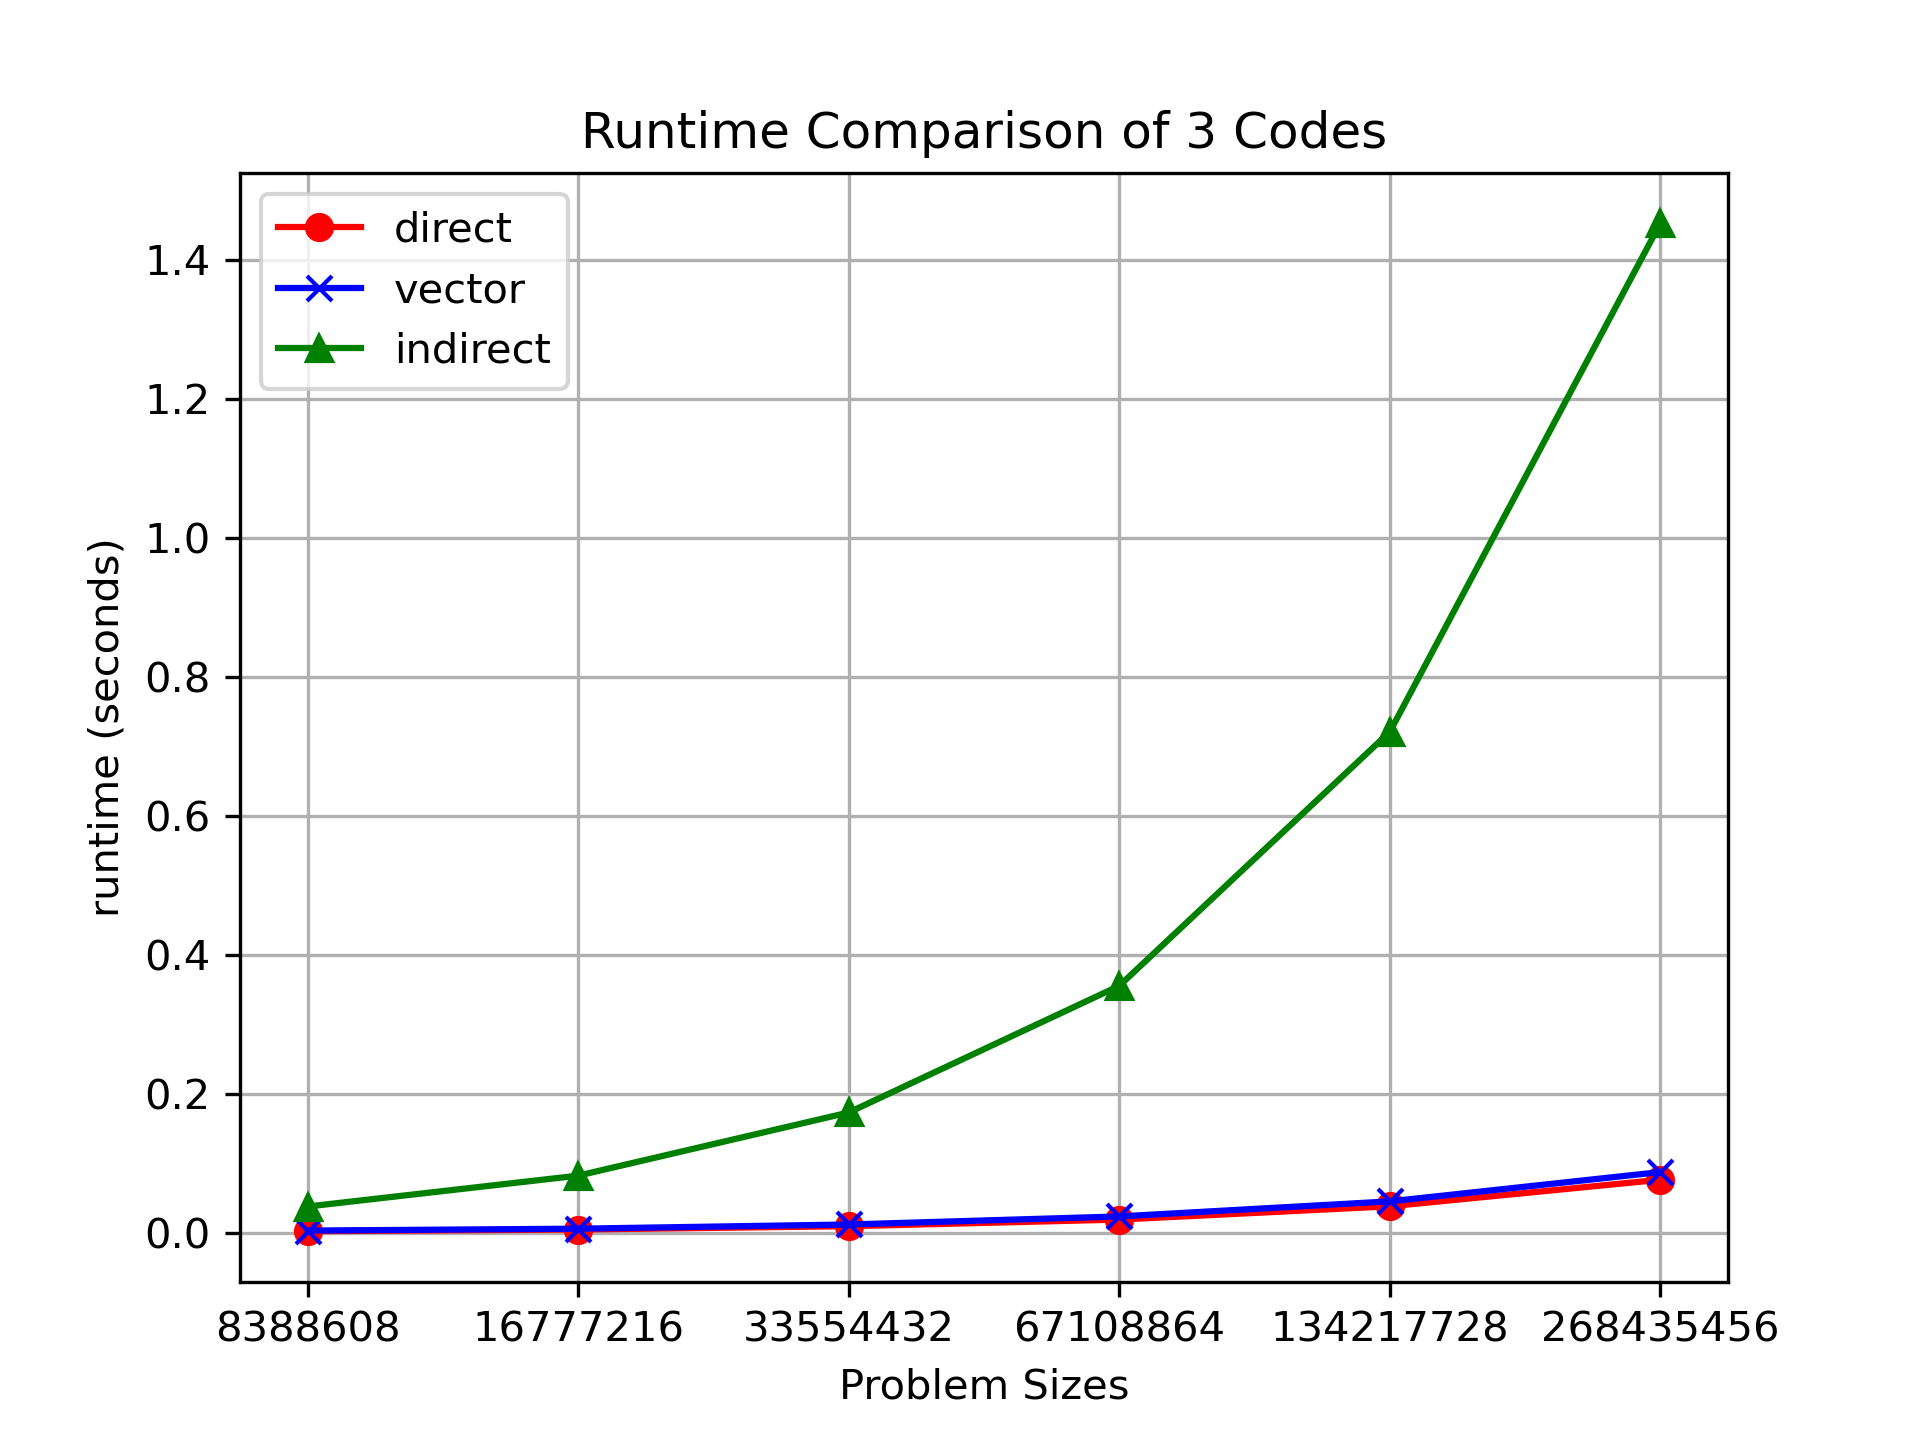 Runtime Comparison of 3 Codes
direct
vector
indirect
1.4
1.2
1.0
0.8
0.6
0.4
0.2
0.0
runtime (seconds)
8388608 16777216 33554432 67108864 134217728 268435456
Problem Sizes